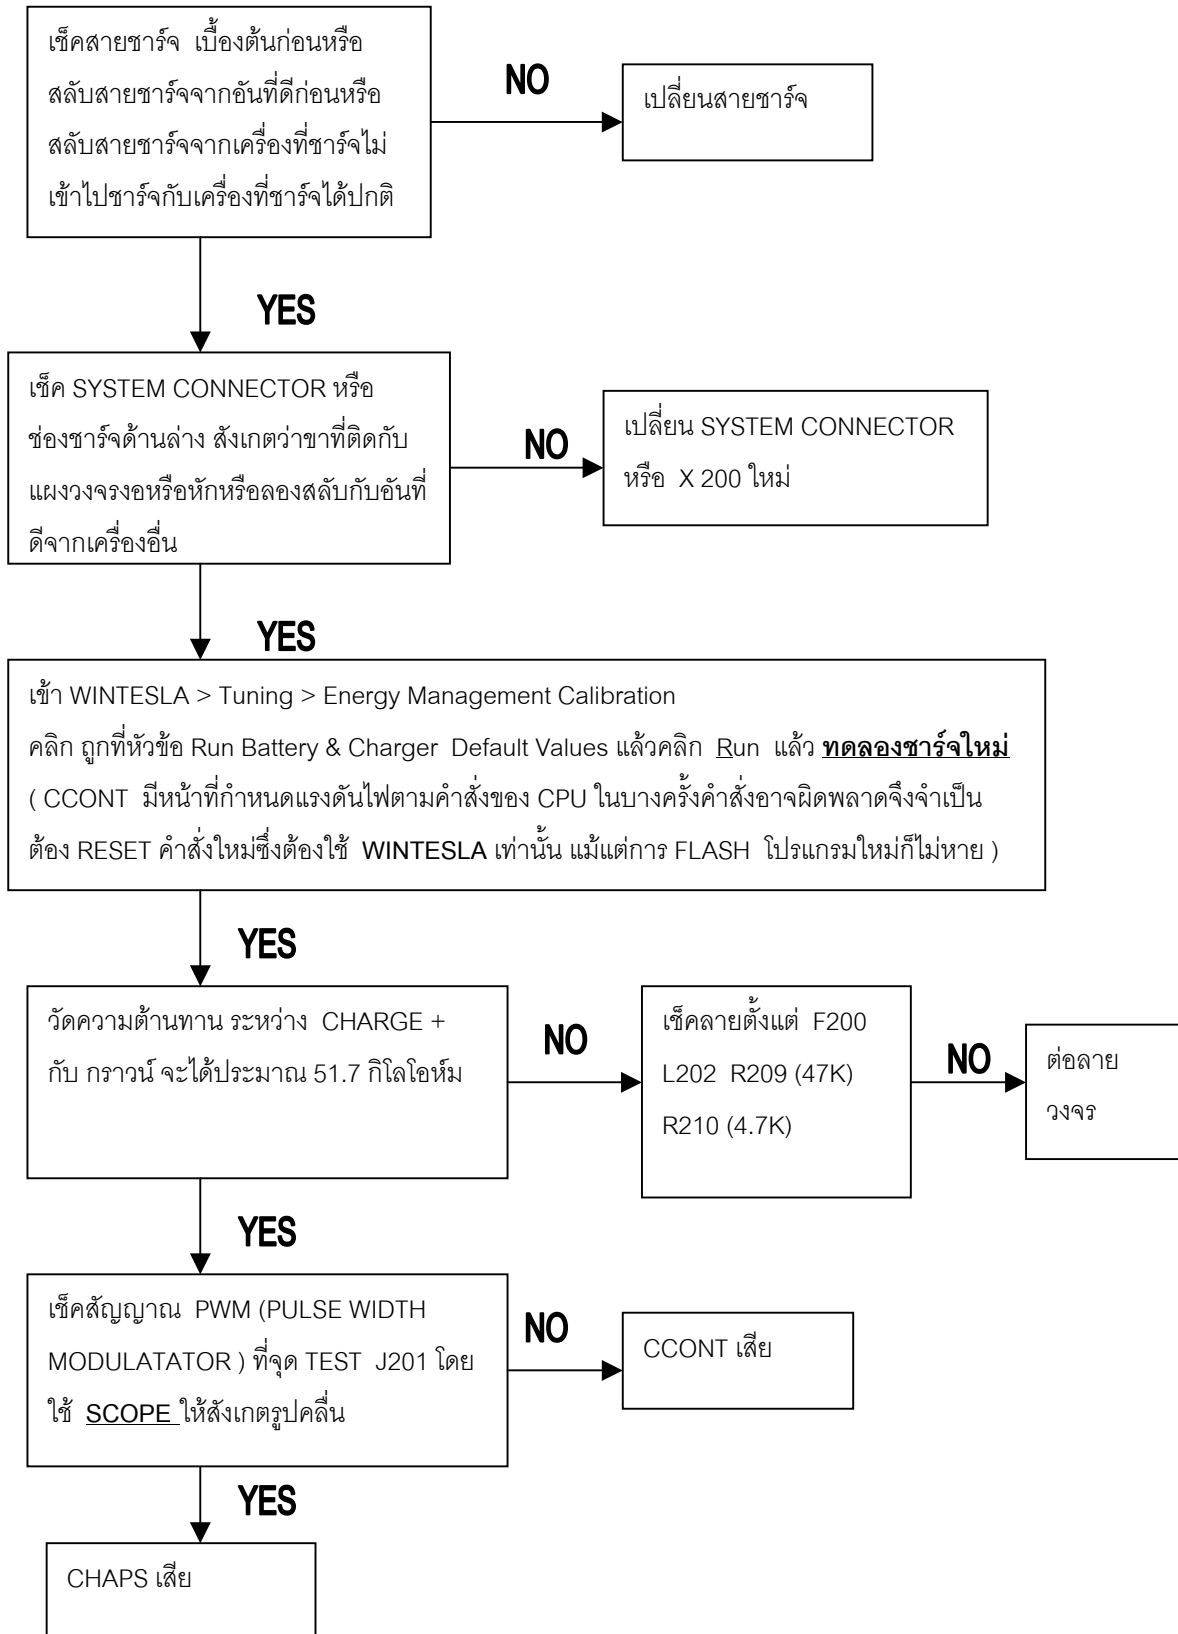 เช็คสายชาร์จ เบื้องต้นก่อนหรือ
สลับสายชาร์จจากอันที่ดีก่อนหรือ
สลับสายชาร์จจากเครื่องที่ชาร์จไม่
เข้าไปชาร์จกับเครื่องที่ชาร์จได้ปกติ
NO
เปลี่ยนสายชาร์จ
YES
เช็ค SYSTEM CONNECTOR หรือ
ช่องชาร์จด้านล่าง สังเกตว่าขาที่ติดกับ
แผงวงจรงอหรือหักหรือลองสลับกับอันที่
ดีจากเครื่องอื่น
NO
เปลี่ยน SYSTEM CONNECTOR
หรือ X 200 ใหม่
YES
เข้า WINTESLA > Tuning > Energy Management Calibration
คลิก ถูกที่หัวข้อ Run Battery & Charger Default Values แล้วคลิก Run แล้ว ทดลองชาร์จใหม่
( CCONT มีหน้าที่กำหนดแรงดันไฟตามคำสั่งของ CPU ในบางครั้งคำสั่งอาจผิดพลาดจึงจำเป็น
ต้อง RESET คำสั่งใหม่ซึ่งต้องใช้ WINTESLA เท่านั้น แม้แต่การ FLASH โปรแกรมใหม่ก็ไม่หาย )
YES
วัดความต้านทาน ระหว่าง CHARGE +
กับ กราวน์ จะได้ประมาณ 51.7 กิโลโอห์ม
NO
เช็คลายตั้งแต่ F200
L202 R209 (47K)
R210 (4.7K)
NO
ต่อลาย
วงจร
YES
เช็คสัญญาณ PWM (PULSE WIDTH
MODULATATOR ) ที่จุด TEST J201 โดย
ใช้ SCOPE ให้สังเกตรูปคลื่น
NO
CCONT เสีย
YES
CHAPS เสีย